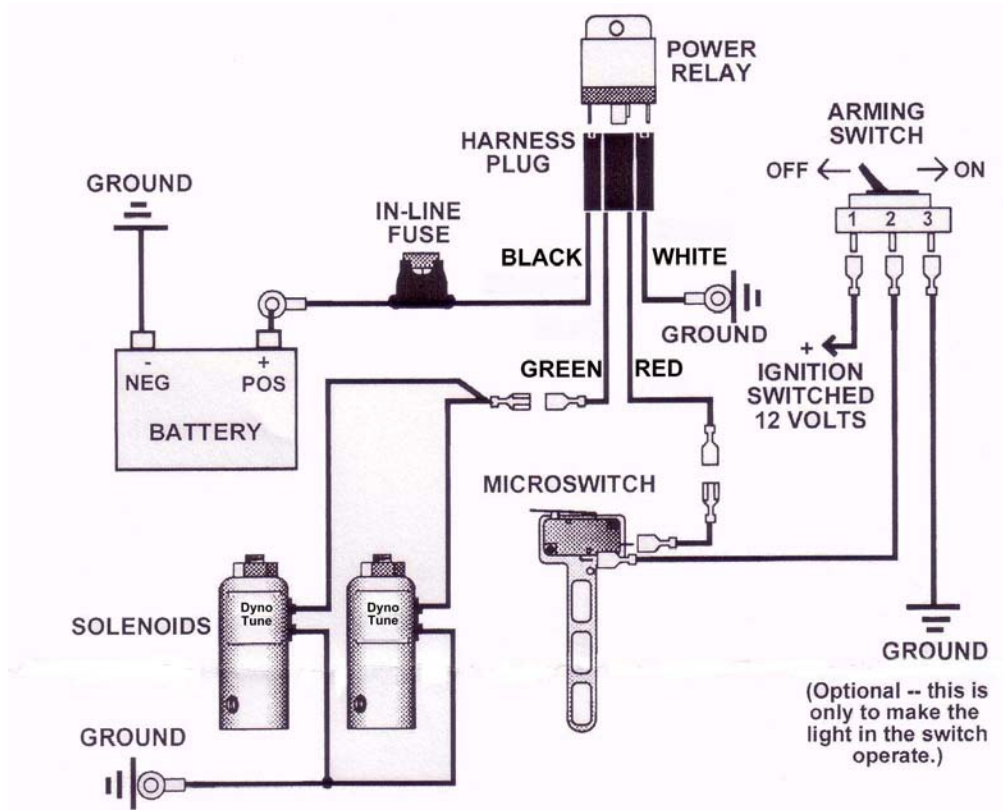 POWER
RELAY
ARMING
SWITCH
OFF
ON
1 2 3
HARNESS
PLUG
GROUND
IN-LINE
FUSE
BLACK
WHITE
GROUND
GREEN
RED
+
IGNITION
SWITCHED
12 VOLTS
- +
NEG POS
BATTERY
MICROSWITCH
SOLENOIDS
Dyno
Tune
Dyno
Tune
GROUND
GROUND
(Optional -- this is
only to make the
light in the switch
operate.)